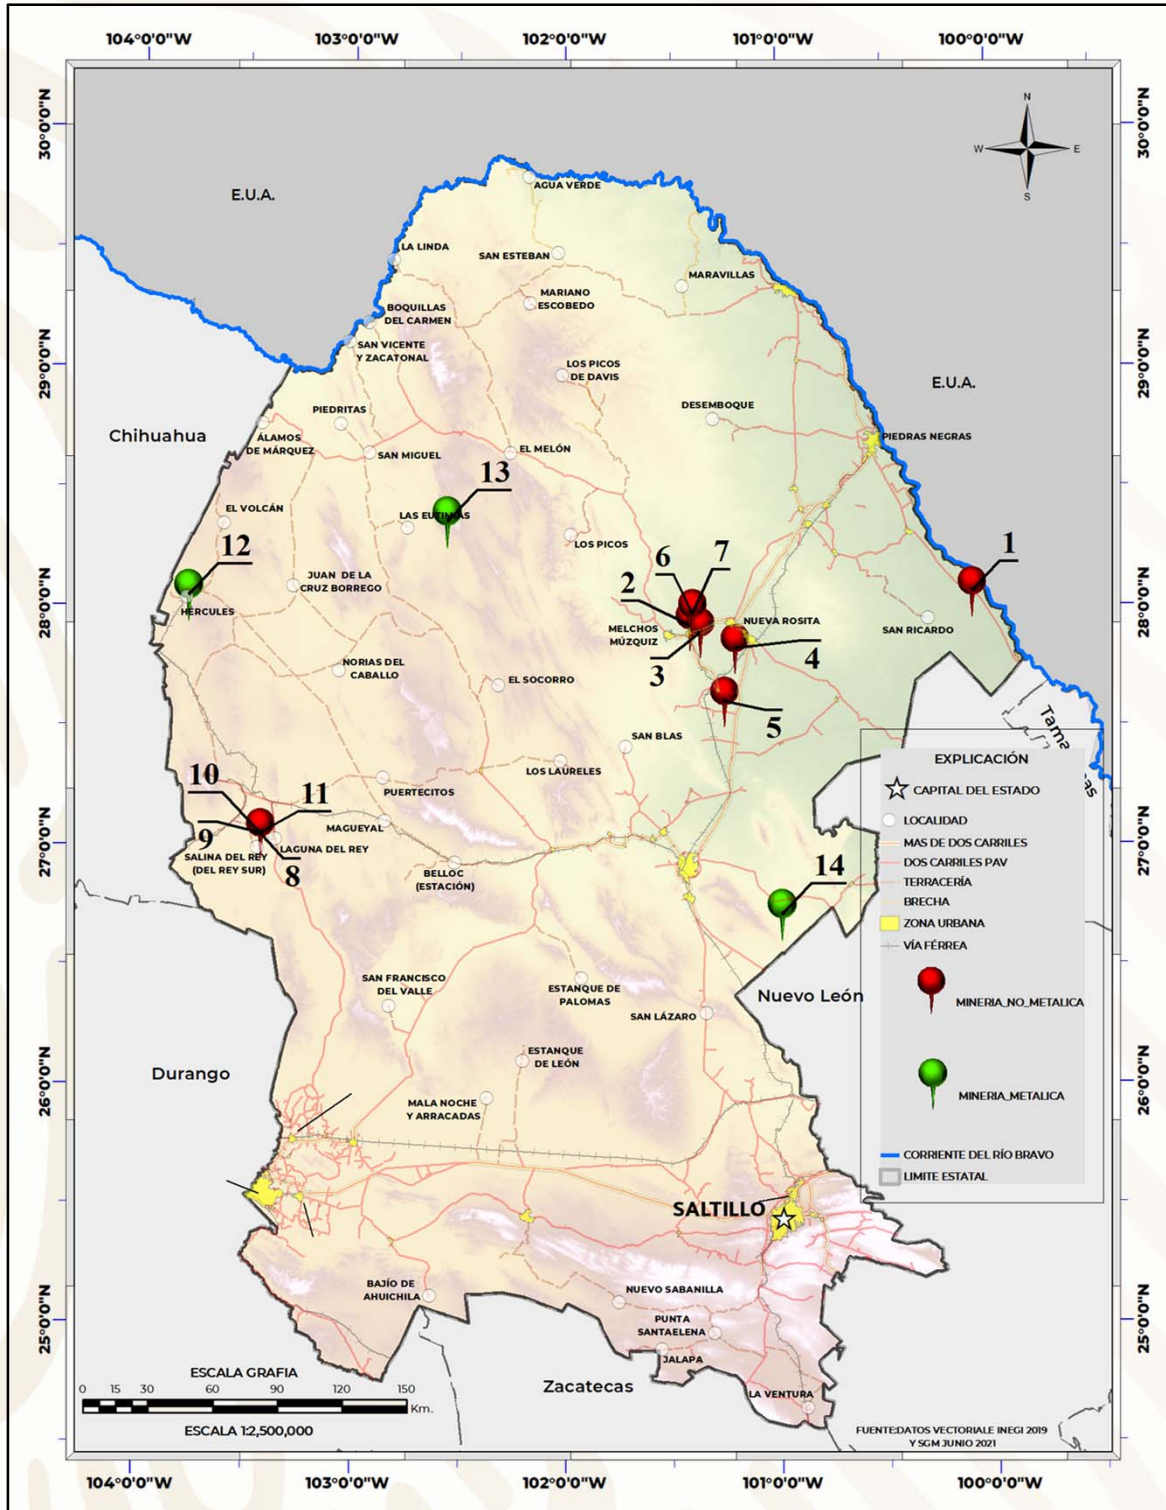 104°0'0"W
103°0'0"W
102°0'0"W
101°0'0"W
100°0'0"W
30°0'0"N
30°0'0"N
N
W
E
S
E.U.A.
AGUA VERDE
LA LINDA
SAN ESTEBAN
MARAVILLAS
MARIANO
ESCOBEDO
BOQUILLAS
DEL CARMEN
SAN VICENTE
Y ZACATONAL
29°0'0"N
29°0'0"N
LOS PICOS
DE DAVIS
E.U.A.
PIEDRITAS
DESEMBOQUE
Chihuahua
ÁLAMOS
DE MÁRQUEZ
SAN MIGUEL
EL MELÓN
PIEDRAS NEGRAS
13
EL VOLCÁN
LAS EUTIMIAS
LOS PICOS
12
JUAN DE LA
CRUZ BORREGO
6
7
1
2
28°0'0"N
28°0'0"N
HÉRCULES
MELCHOS
MÚZQUIZ
NUEVA ROSITA
SAN RICARDO
3
4
NORIAS DEL
CABALLO
EL SOCORRO
5
SAN BLAS
Tama
pas
LOS LAURELES
PUERTECITOS
10
11
MAGUEYAL
9
8
27°0'0"N
27°0'0"N
LAGUNA DEL REY
SALINA DEL REY
(DEL REY SUR)
BELLOC
(ESTACIÓN)
14
EXPLICACIÓN
CAPITAL DEL ESTADO
LOCALIDAD
MAS DE DOS CARRILES
DOS CARRILES PAV
TERRACERÍA
BRECHA
ZONA URBANA
VÍA FÉRREA
MINERIA_NO_METALICA
MINERIA_METALICA
CORRIENTE DEL RÍO BRAVO
LIMITE ESTATAL
SAN FRANCISCO
DEL VALLE
ESTANQUE DE
PALOMAS
Nuevo León
SAN LÁZARO
ESTANQUE
DE LEÓN
Durango
26°0'0"N
26°0'0"N
MALA NOCHE
Y ARRACADAS
SALTILLO
BAJÍO DE
AHUICHILA
NUEVO SABANILLA
25°0'0"N
25°0'0"N
PUNTA
SANTAELENA
JALAPA
ESCALA GRAFIA
Zacatecas
LA VENTURA
0 15 30 60 90 120 150
Km.
ESCALA 1:2,500,000
FUENTE:DATOS VECTORIALE INEGI 2019
Y SGM JUNIO 2021
104°0'0"W
103°0'0"W
102°0'0"W
101°0'0"W
100°0'0"W